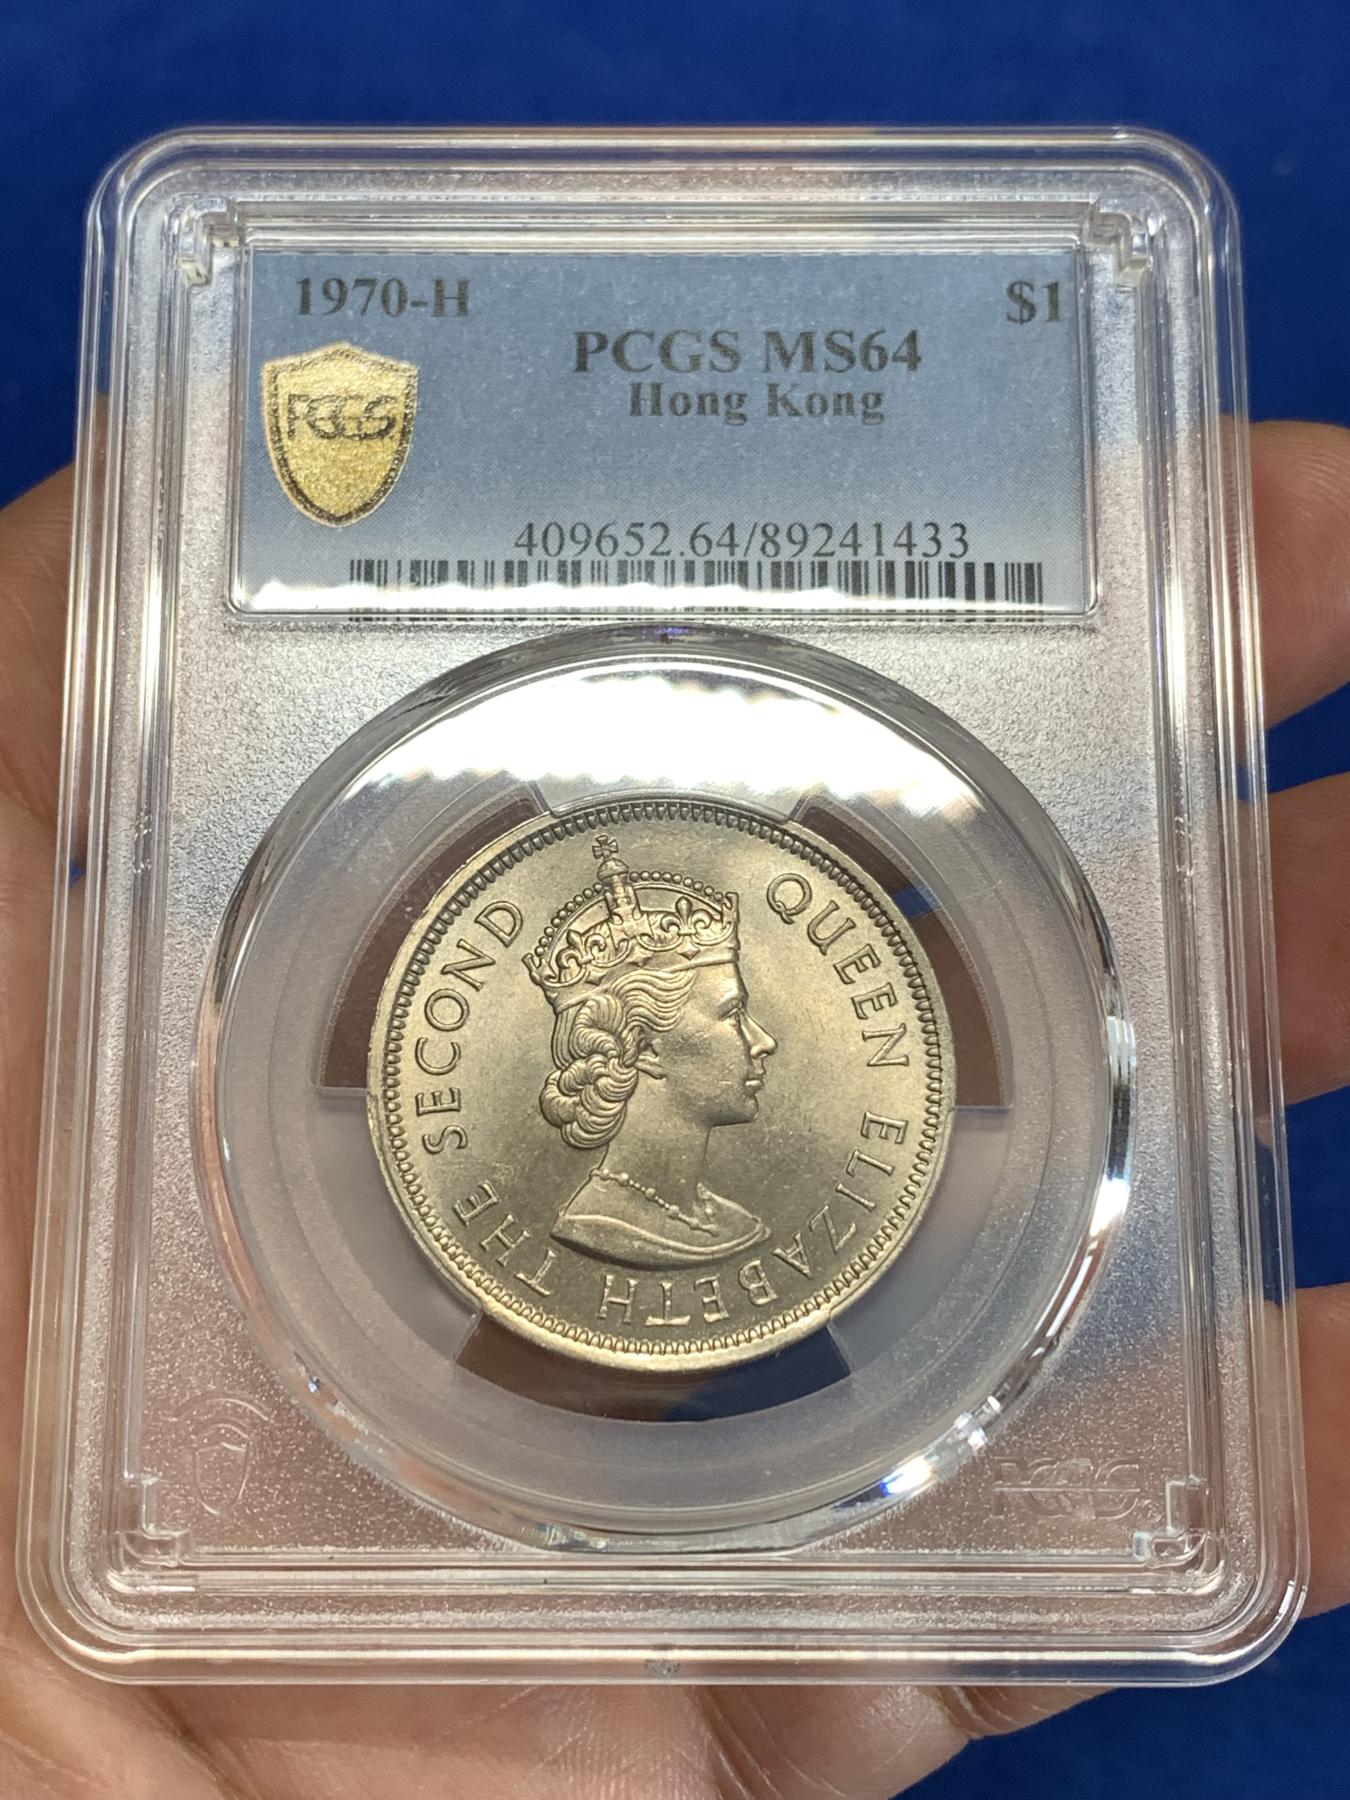 1970-H
$1
PCGS MS64
Hong Kong
PCGS
409652.64/89241433
QUEEN ELIZABETH THE SECOND
PCGS